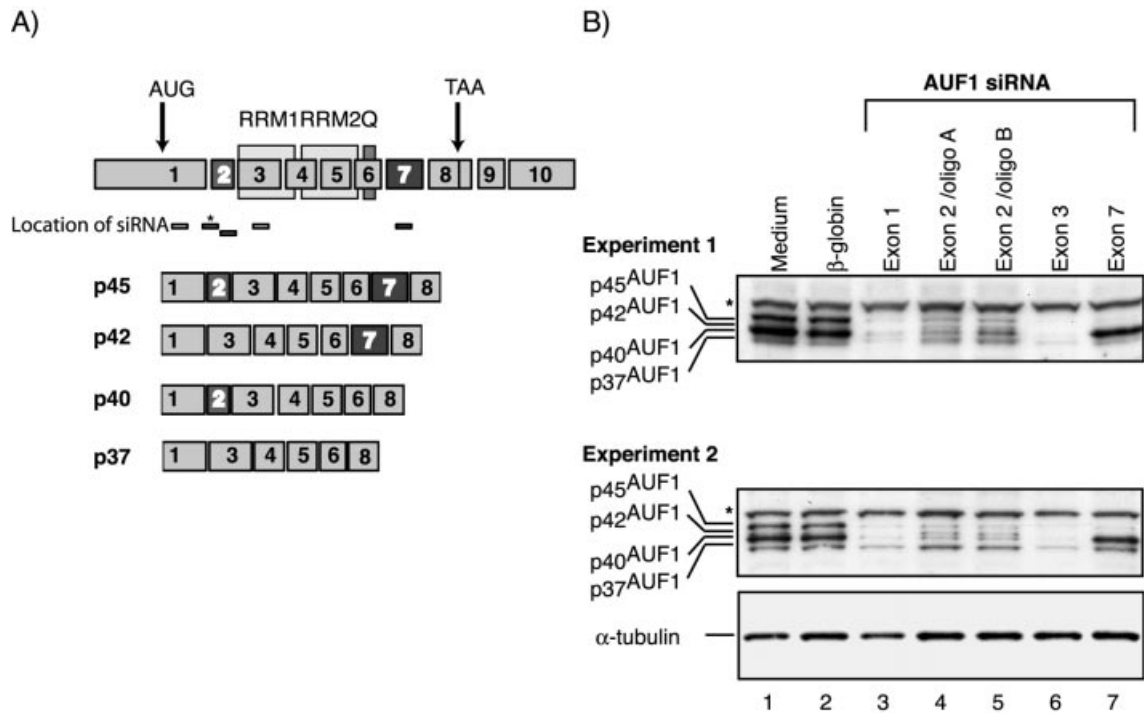 A)
AUG
TAA
RRM1RRM2Q
1 2 3 4 5 6 7 8 9 10
Location of siRNA *
p45 1 2 3 4 5 6 7 8
p42 1 3 4 5 6 7 8
p40 1 2 3 4 5 6 8
p37 1 3 4 5 6 8
B)
AUF1 siRNA
Medium
β-globin
Exon 1
Exon 2 /oligo A
Exon 2 /oligo B
Exon 3
Exon 7
Experiment 1
p45AUF1 *
p42AUF1
p40AUF1
p37AUF1
Experiment 2
p45AUF1 *
p42AUF1
p40AUF1
p37AUF1
α-tubulin
1 2 3 4 5 6 7